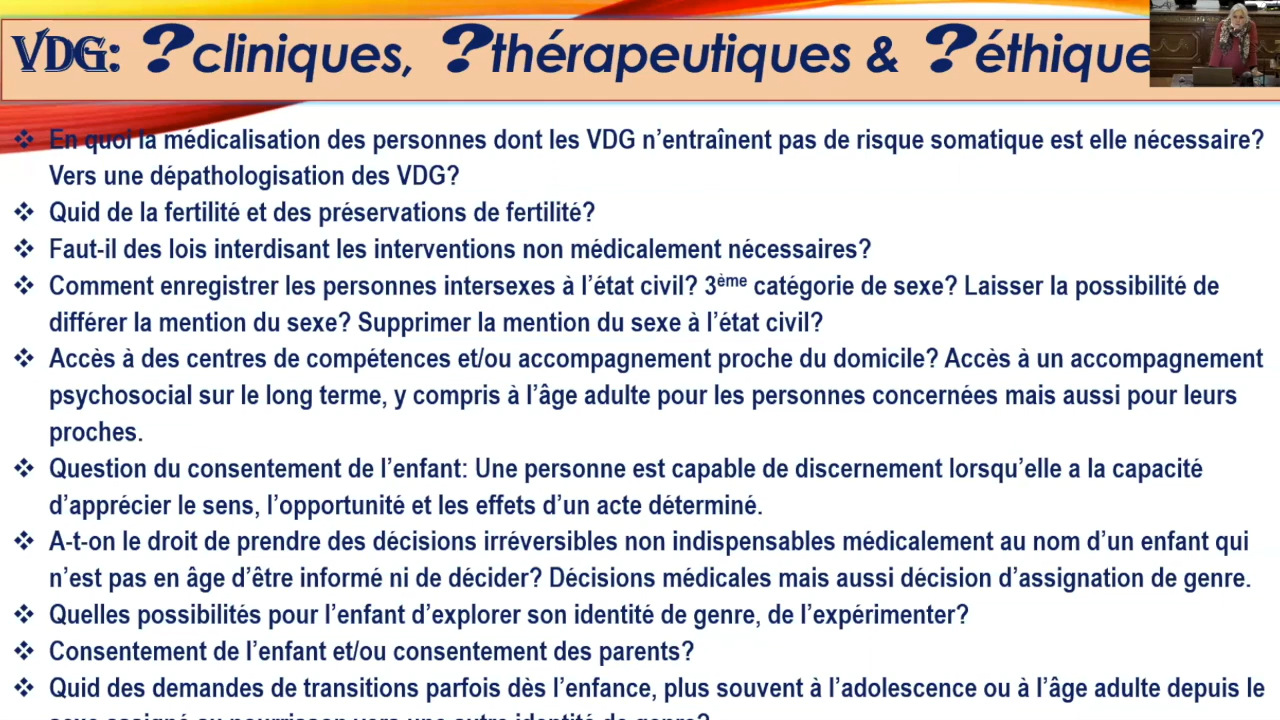 VDG: ?cliniques, ?thérapeutiques & ?éthique
❖ En quoi la médicalisation des personnes dont les VDG n’entraînent pas de risque somatique est elle nécessaire?
Vers une dépathologisation des VDG?
❖ Quid de la fertilité et des préservations de fertilité?
❖ Faut-il des lois interdisant les interventions non médicalement nécessaires?
❖ Comment enregistrer les personnes intersexes à l’état civil? 3ème catégorie de sexe? Laisser la possibilité de
différer la mention du sexe? Supprimer la mention du sexe à l’état civil?
❖ Accès à des centres de compétences et/ou accompagnement proche du domicile? Accès à un accompagnement
psychosocial sur le long terme, y compris à l’âge adulte pour les personnes concernées mais aussi pour leurs
proches.
❖ Question du consentement de l’enfant: Une personne est capable de discernement lorsqu’elle a la capacité
d’apprécier le sens, l’opportunité et les effets d’un acte déterminé.
❖ A-t-on le droit de prendre des décisions irréversibles non indispensables médicalement au nom d’un enfant qui
n’est pas en âge d’être informé ni de décider? Décisions médicales mais aussi décision d’assignation de genre.
❖ Quelles possibilités pour l’enfant d’explorer son identité de genre, de l’expérimenter?
❖ Consentement de l’enfant et/ou consentement des parents?
❖ Quid des demandes de transitions parfois dès l’enfance, plus souvent à l’adolescence ou à l’âge adulte depuis le
sexe assigné au nourrisson vers une autre identité de genre?